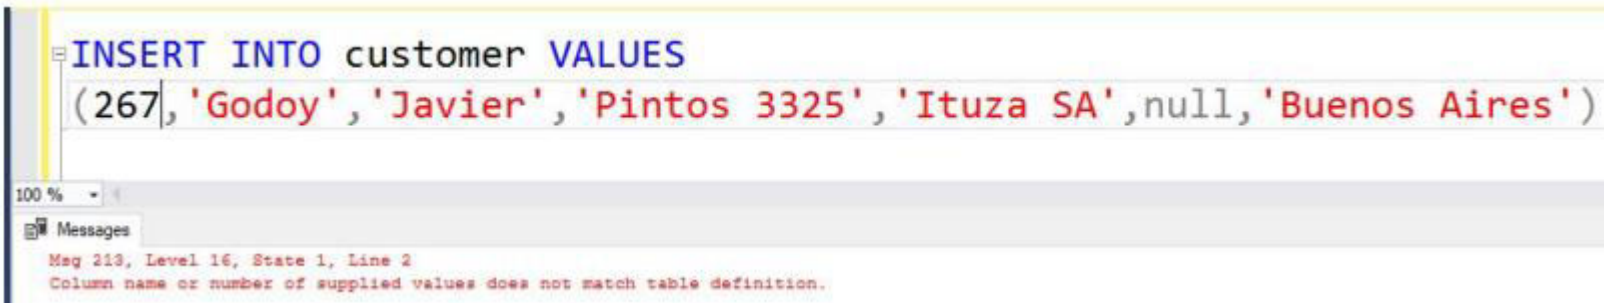 INSERT INTO customer VALUES
(267,'Godoy','Javier','Pintos 3325','Ituza SA',null,'Buenos Aires')
100 %
Messages
Msg 213, Level 16, State 1, Line 2
Column name or number of supplied values does not match table definition.